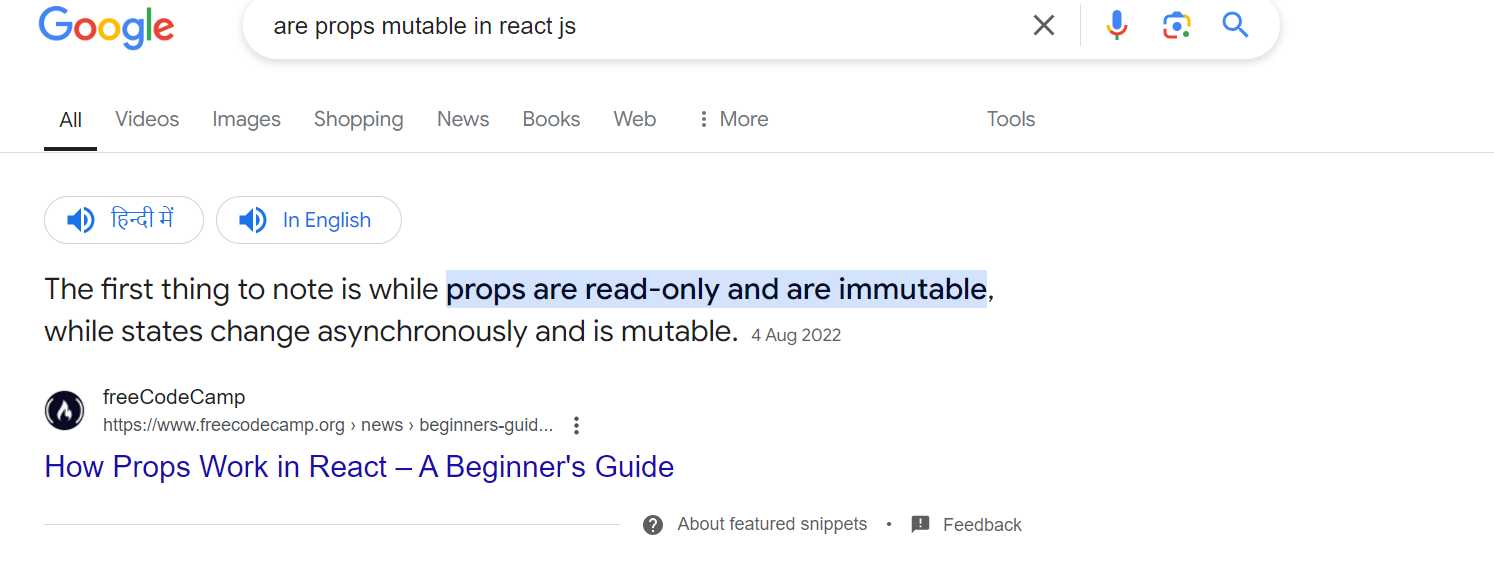 Google are props mutable in react js
All Videos Images Shopping News Books Web More Tools
हिन्दी में In English
The first thing to note is while props are read-only and are immutable,
while states change asynchronously and is mutable. 4 Aug 2022
freeCodeCamp
https://www.freecodecamp.org › news › beginners-guid...
How Props Work in React – A Beginner's Guide
About featured snippets • Feedback